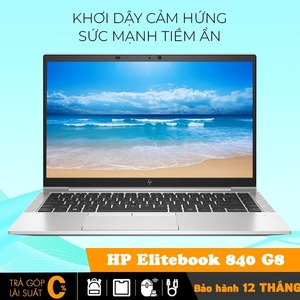 KHƠI DẬY CẢM HỨNG
SỨC MẠNH TIỀM ẨN
hp
HP Elitebook 840 G8
TRẢ GÓP
LÃI SUẤT
0%
Bảo hành 12 THÁNG